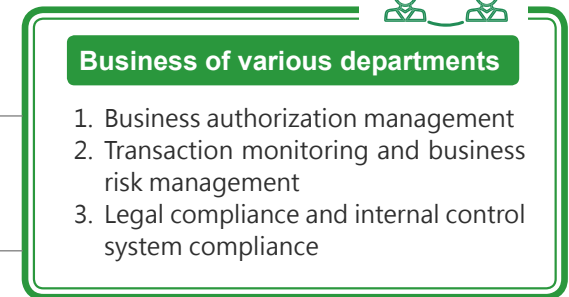 Business of various departments
1. Business authorization management
2. Transaction monitoring and business
risk management
3. Legal compliance and internal control
system compliance